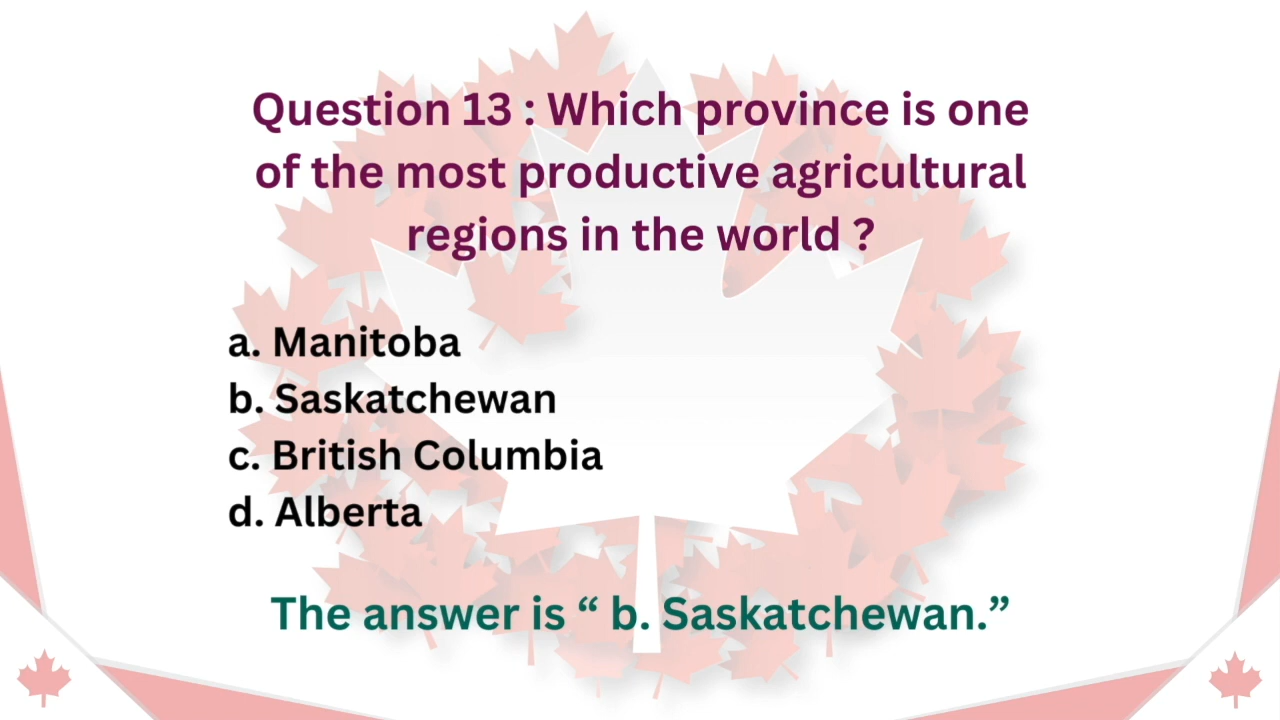 Question 13 : Which province is one
of the most productive agricultural
regions in the world ?
a. Manitoba
b. Saskatchewan
c. British Columbia
d. Alberta
The answer is “ b. Saskatchewan.”